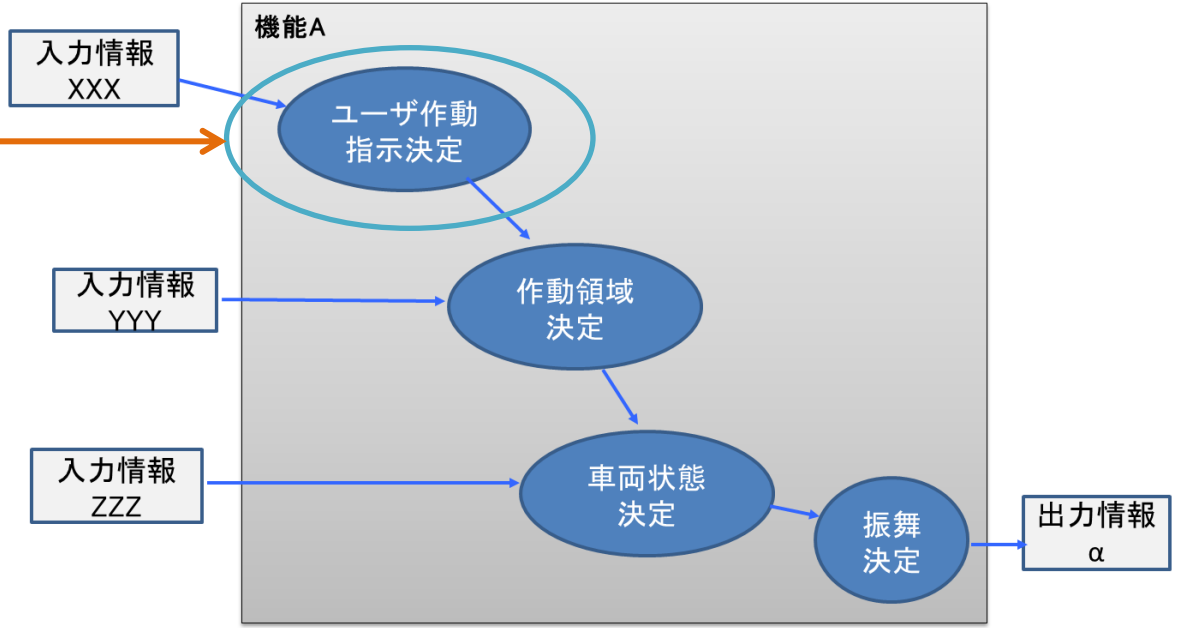 機能A
入力情報
XXX
ユーザ作動
指示決定
入力情報
YYY
作動領域
決定
入力情報
ZZZ
車両状態
決定
振舞
決定
出力情報
α